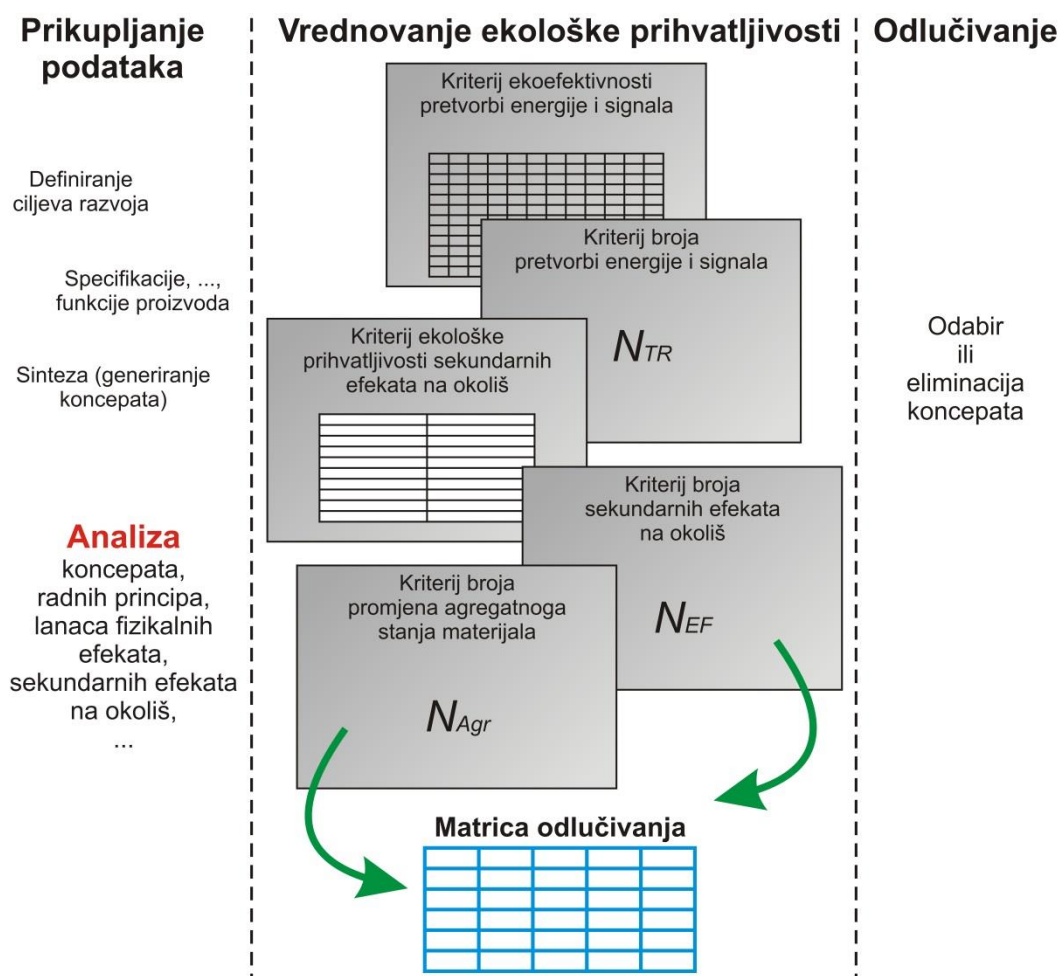 Prikupljanje
podataka
Definiranje
ciljeva razvoja
Specifikacije, ...,
funkcije proizvoda
Sinteza (generiranje
koncepata)
Analiza
koncepata,
radnih principa,
lanaca fizikalnih
efekata,
sekundarnih efekata
na okoliš,
...
Vrednovanje ekološke prihvatljivosti
Kriterij ekoefektivnosti
pretvorbi energije i signala
Kriterij broja
pretvorbi energije i signala
NTR
Kriterij ekološke
prihvatljivosti sekundarnih
efekata na okoliš
Kriterij broja
sekundarnih efekata
na okoliš
NEF
Kriterij broja
promjena agregatnoga
stanja materijala
NAgr
Matrica odlučivanja
Odlučivanje
Odabir
ili
eliminacija
koncepata